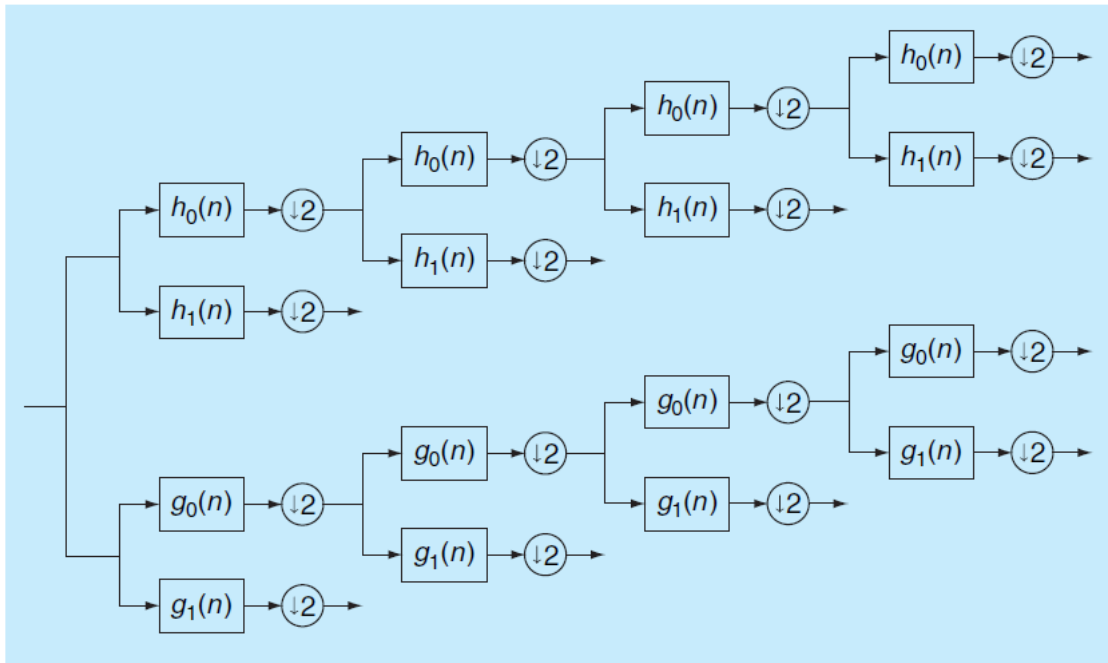 h₀(n) ↓2
h₀(n) ↓2
h₀(n) ↓2 h₁(n) ↓2
h₀(n) ↓2 h₁(n) ↓2
h₁(n) ↓2
h₁(n) ↓2
g₀(n) ↓2
g₀(n) ↓2
g₀(n) ↓2 g₁(n) ↓2
g₀(n) ↓2 g₁(n) ↓2
g₁(n) ↓2
g₁(n) ↓2